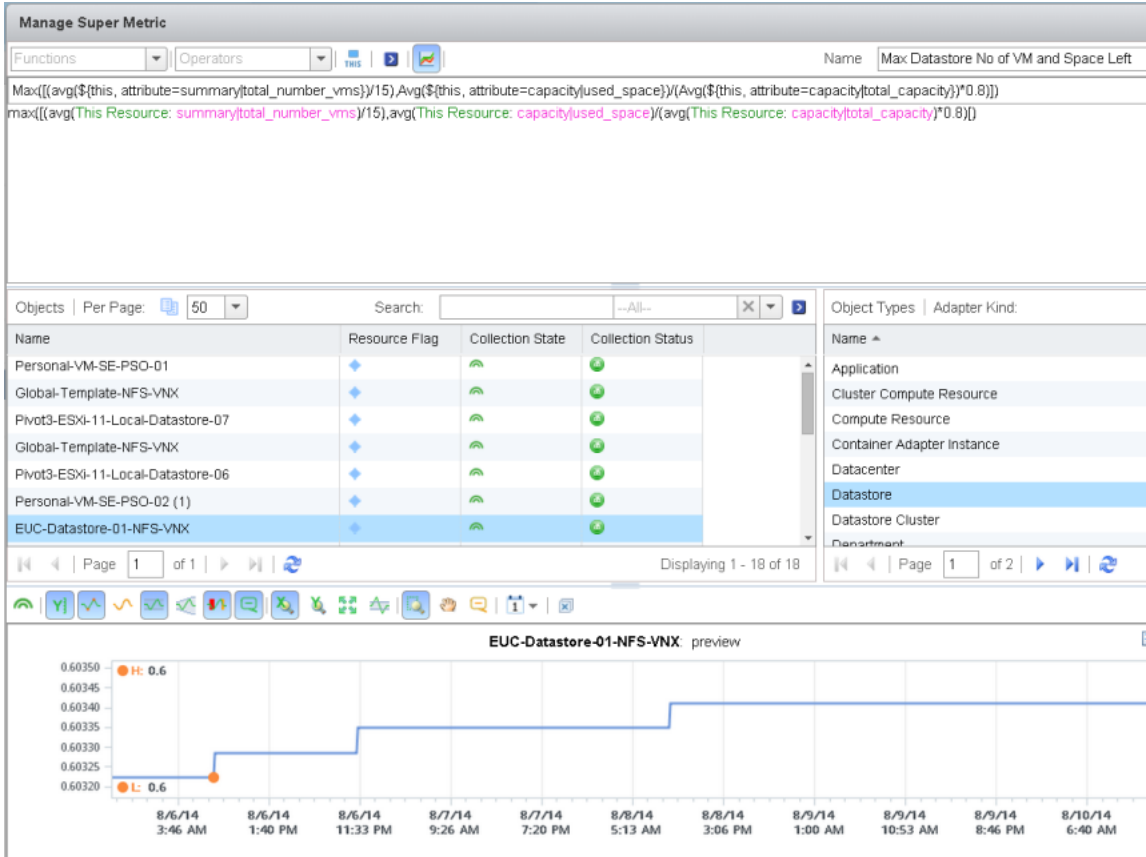 Manage Super Metric
Functions Operators THIS Name Max Datastore No of VM and Space Left
Max([(avg(${this, attribute=summary|total_number_vms})/15),Avg(${this, attribute=capacity|used_space})/(Avg(${this, attribute=capacity|total_capacity})*0.8)])
max([(avg(This Resource: summary|total_number_vms)/15),avg(This Resource: capacity|used_space)/(avg(This Resource: capacity|total_capacity)*0.8)[)
Objects Per Page: 50 Search: --All-- Object Types Adapter Kind:
Name Resource Flag Collection State Collection Status Name
Personal-VM-SE-PSO-01 Application
Global-Template-NFS-VNX Cluster Compute Resource
Pivot3-ESXi-11-Local-Datastore-07 Compute Resource
Global-Template-NFS-VNX Container Adapter Instance
Pivot3-ESXi-11-Local-Datastore-06 Datacenter
Personal-VM-SE-PSO-02 (1) Datastore
EUC-Datastore-01-NFS-VNX Datastore Cluster
Department
Page 1 of 1 Displaying 1 - 18 of 18 Page 1 of 2
Y 1
EUC-Datastore-01-NFS-VNX: preview
0.60350 H: 0.6
0.60345
0.60340
0.60335
0.60330
0.60325
0.60320 L: 0.6
8/6/14 8/6/14 8/6/14 8/7/14 8/7/14 8/8/14 8/8/14 8/9/14 8/9/14 8/9/14 8/10/14
3:46 AM 1:40 PM 11:33 PM 9:26 AM 7:20 PM 5:13 AM 3:06 PM 1:00 AM 10:53 AM 8:46 PM 6:40 AM